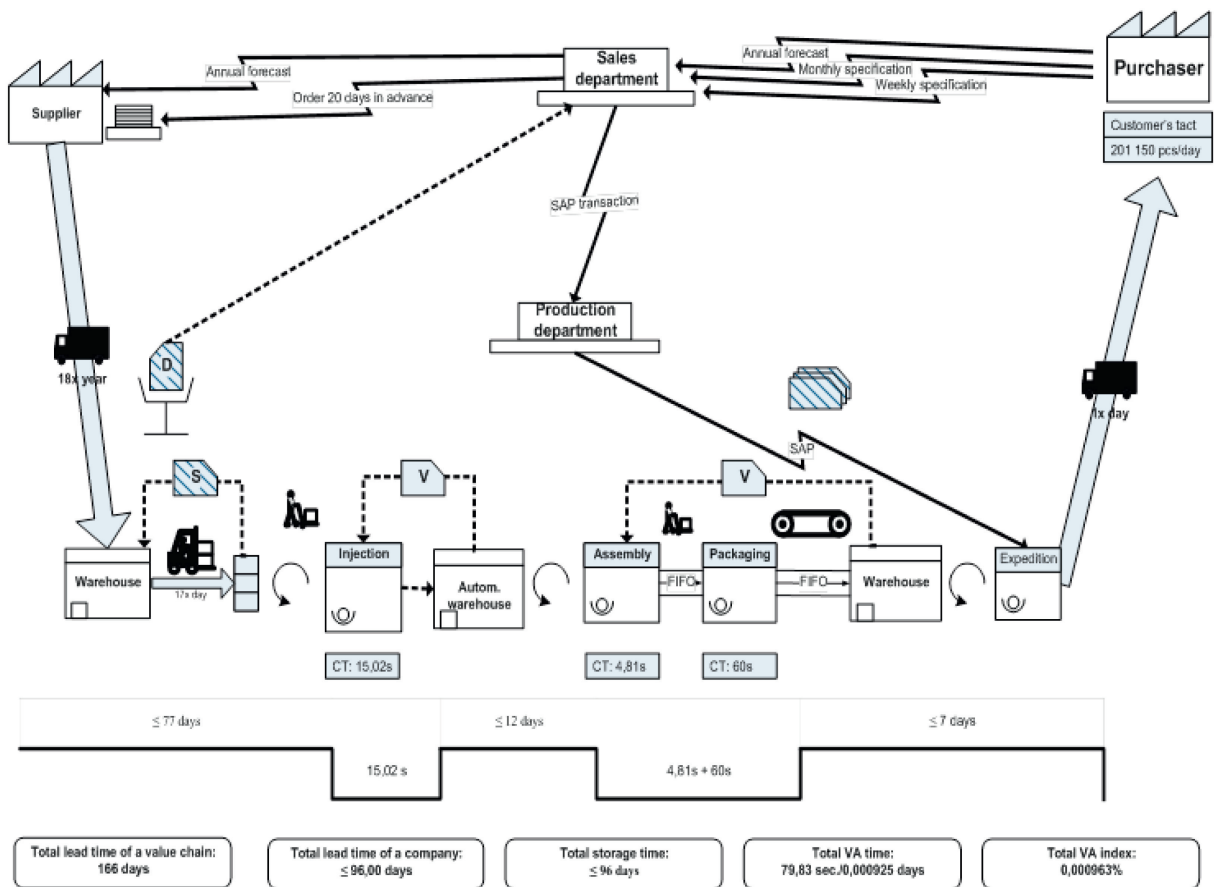 Annual forecast
Order 20 days in advance
Supplier
Sales
department
Annual forecast
Monthly specification
Weekly specification
Purchaser
Customer's tact
201 150 pcs/day
SAP transaction
Production
department
18x year
D
1x day
SAP
S
V
V
Warehouse
17x day
Injection
Autom.
warehouse
Assembly
FIFO
Packaging
FIFO
Warehouse
Expedition
CT: 15,02s
CT: 4,81s
CT: 60s
≤ 77 days
≤ 12 days
≤ 7 days
15,02 s
4,81s + 60s
Total lead time of a value chain:
166 days
Total lead time of a company:
≤ 96,00 days
Total storage time:
≤ 96 days
Total VA time:
79,83 sec./0,000925 days
Total VA index:
0,000963%